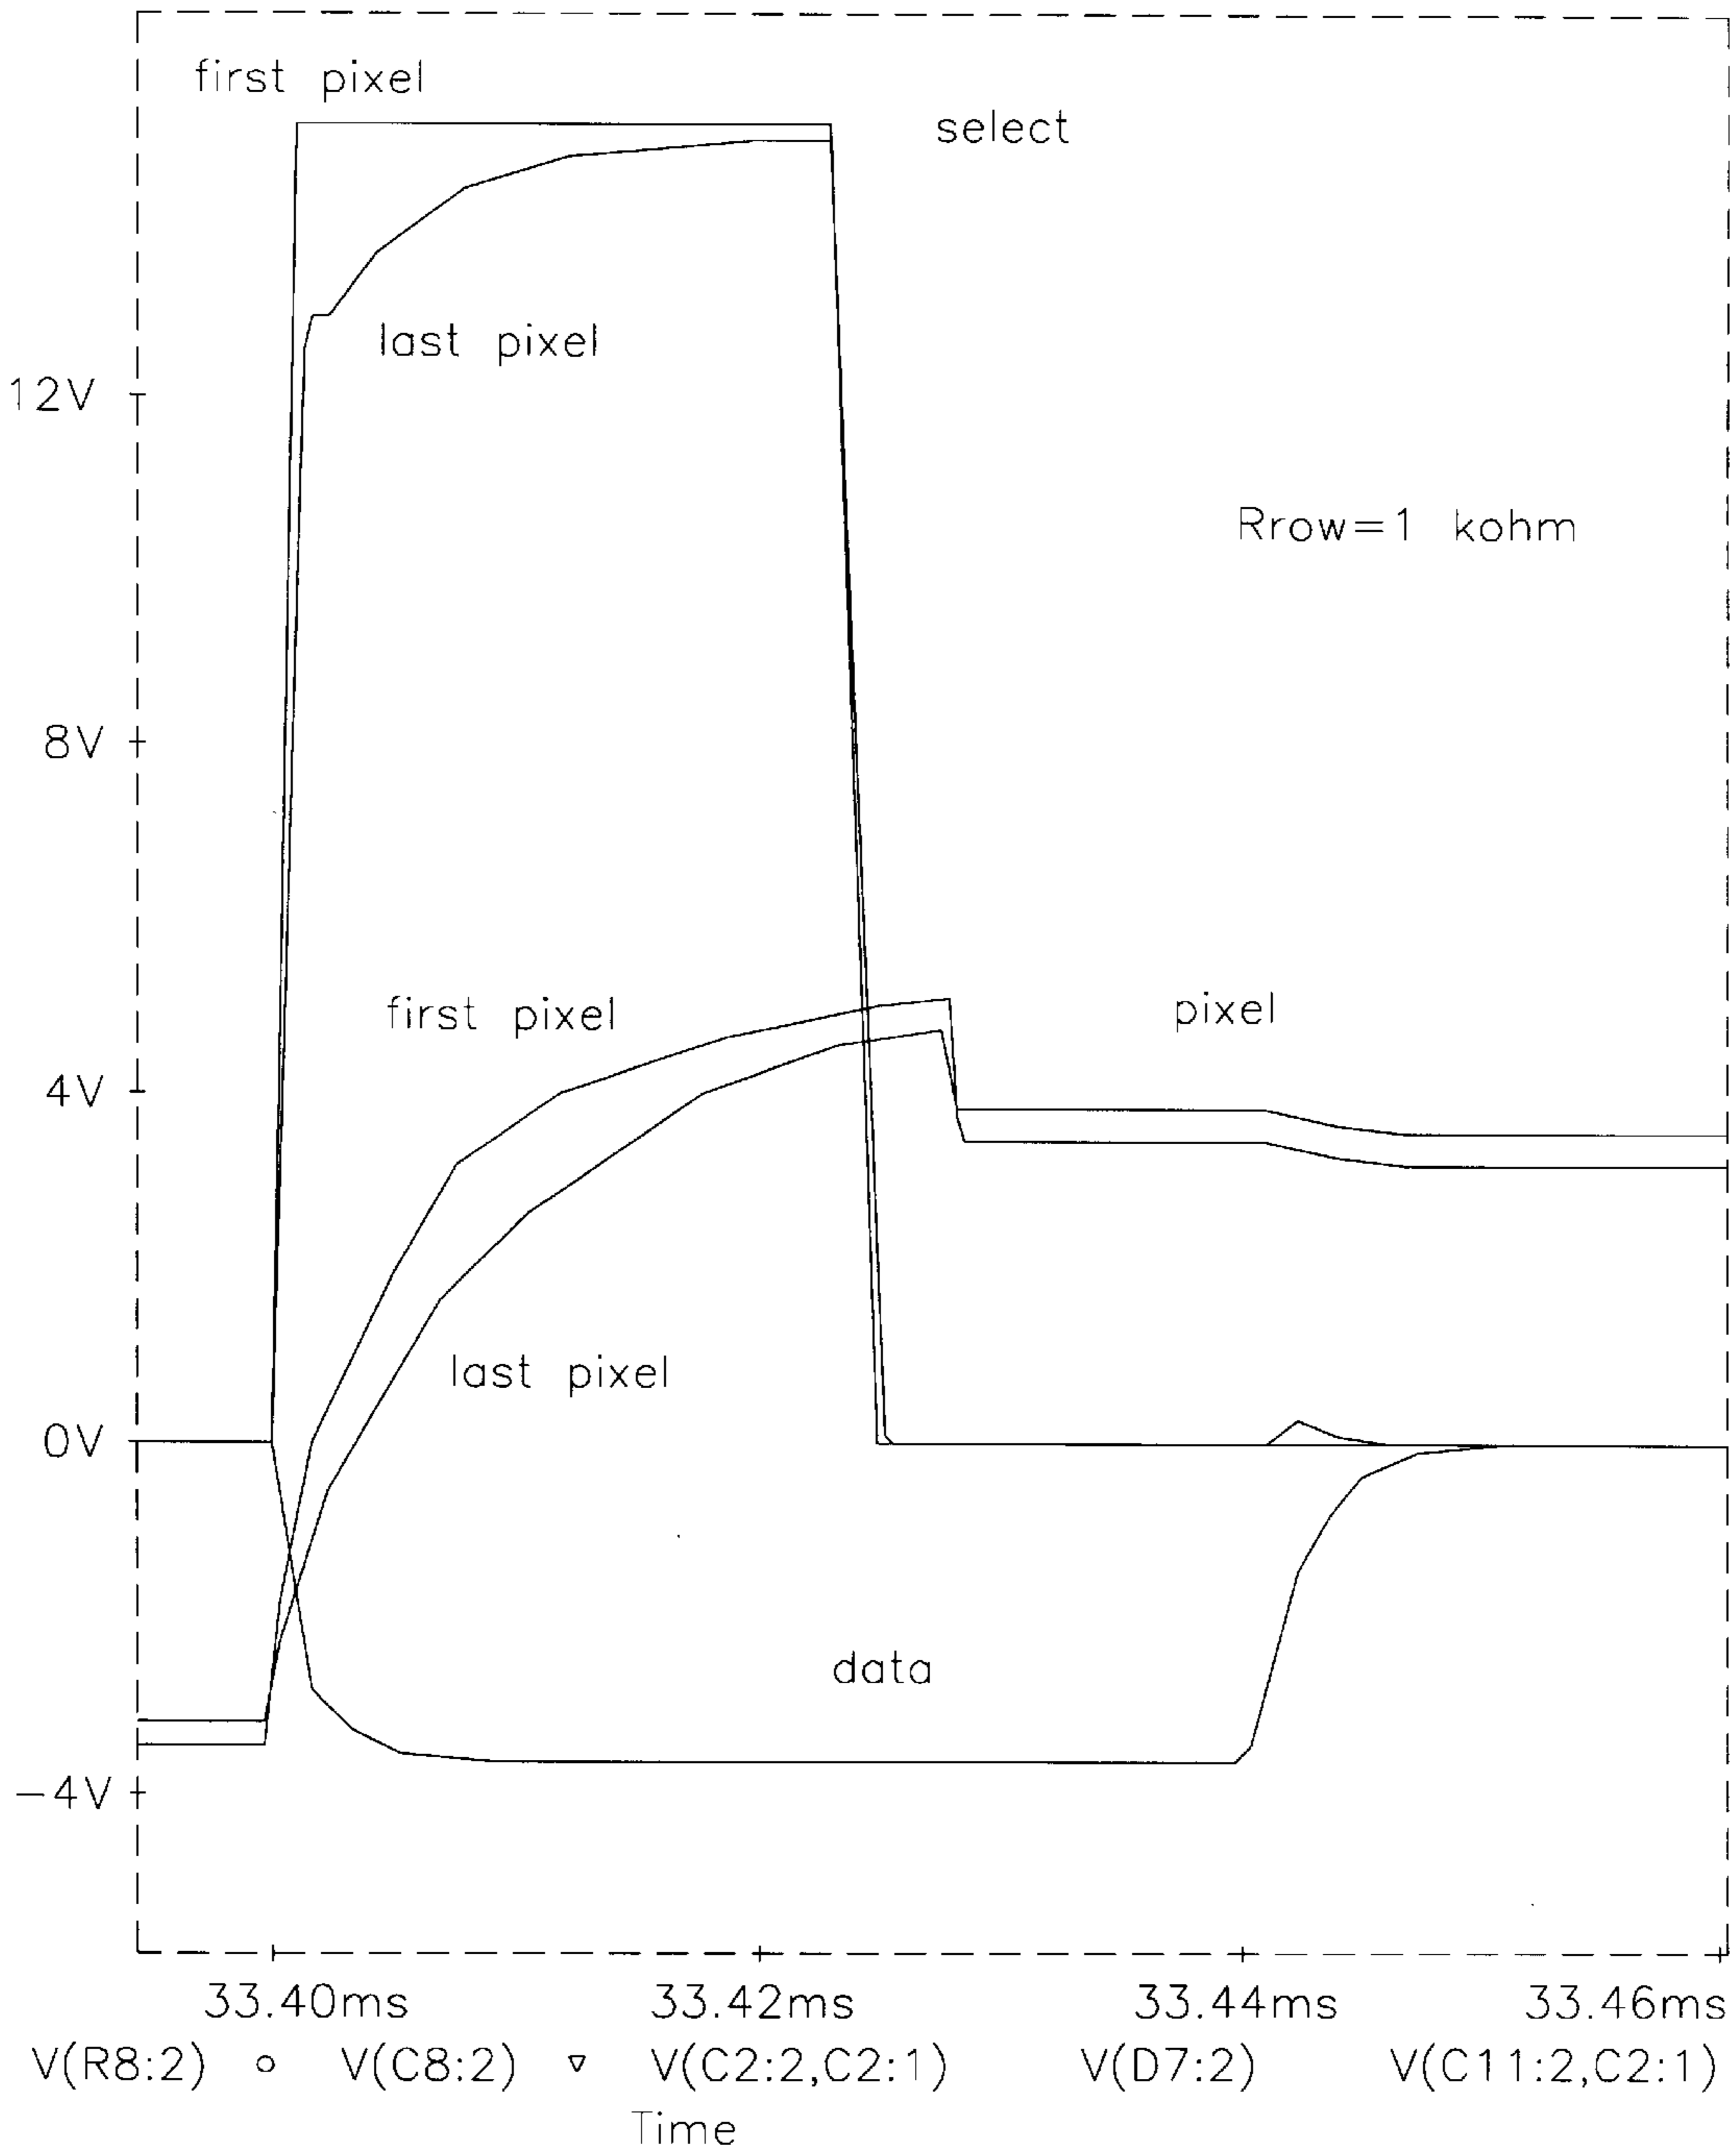 first pixel
select
last pixel
12V
Rrow=1 kohm
8V
first pixel
pixel
4V
last pixel
0V
data
-4V
33.40ms 33.42ms 33.44ms 33.46ms
V(R8:2) V(C8:2) V(C2:2,C2:1) V(D7:2) V(C11:2,C2:1)
Time